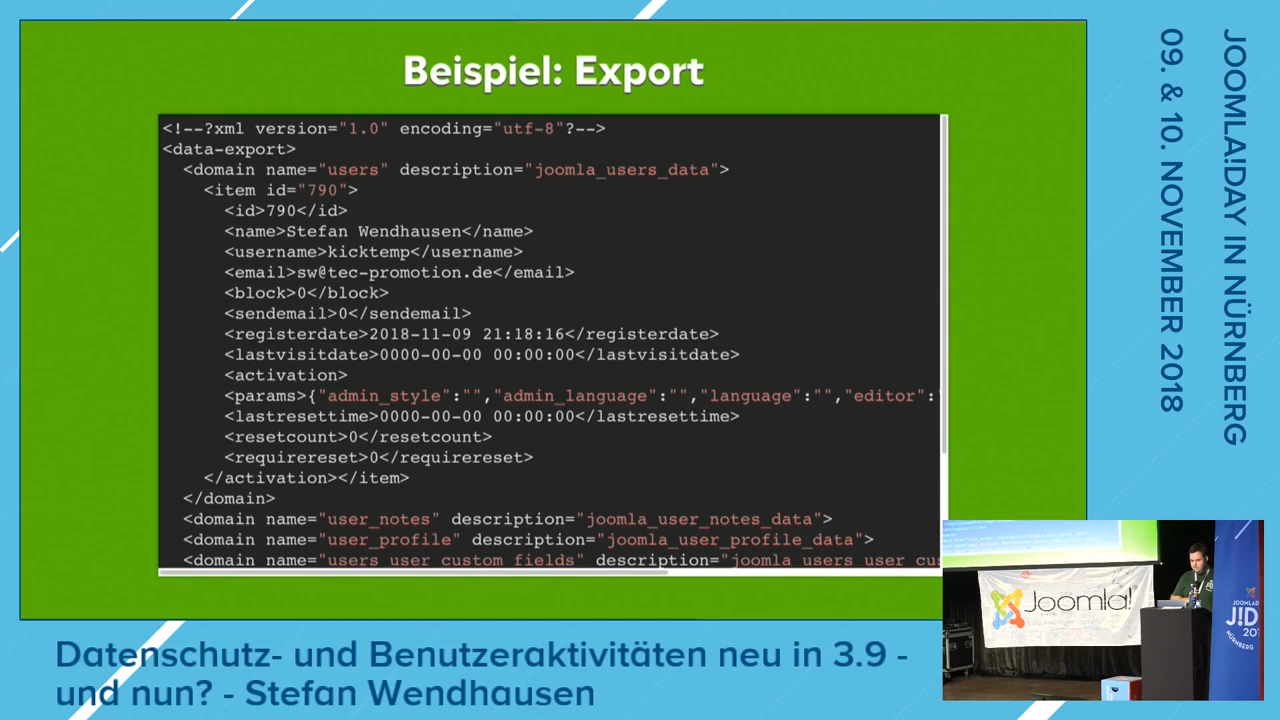 Beispiel: Export
<!--?xml version="1.0" encoding="utf-8"?-->
<data-export>
<domain name="users" description="joomla_users_data">
<item id="790">
<id>790</id>
<name>Stefan Wendhausen</name>
<username>kicktemp</username>
<email>sw@tec-promotion.de</email>
<block>0</block>
<sendemail>0</sendemail>
<registerdate>2018-11-09 21:18:16</registerdate>
<lastvisitdate>0000-00-00 00:00:00</lastvisitdate>
<activation>
<params>{"admin_style":"","admin_language":"","language":"","editor":"
<lastresettime>0000-00-00 00:00:00</lastresettime>
<resetcount>0</resetcount>
<requirereset>0</requirereset>
</activation></item>
</domain>
<domain name="user_notes" description="joomla_user_notes_data">
<domain name="user_profile" description="joomla_user_profile_data">
<domain name="users_user_custom_fields" description="joomla_users_user_cu
JOOMLA!DAY IN NÜRNBERG
09. & 10. NOVEMBER 2018
Joomla!
JOOMLAD
J!D
201
NÜRNBERG
Datenschutz- und Benutzeraktivitäten neu in 3.9 -
und nun? - Stefan Wendhausen